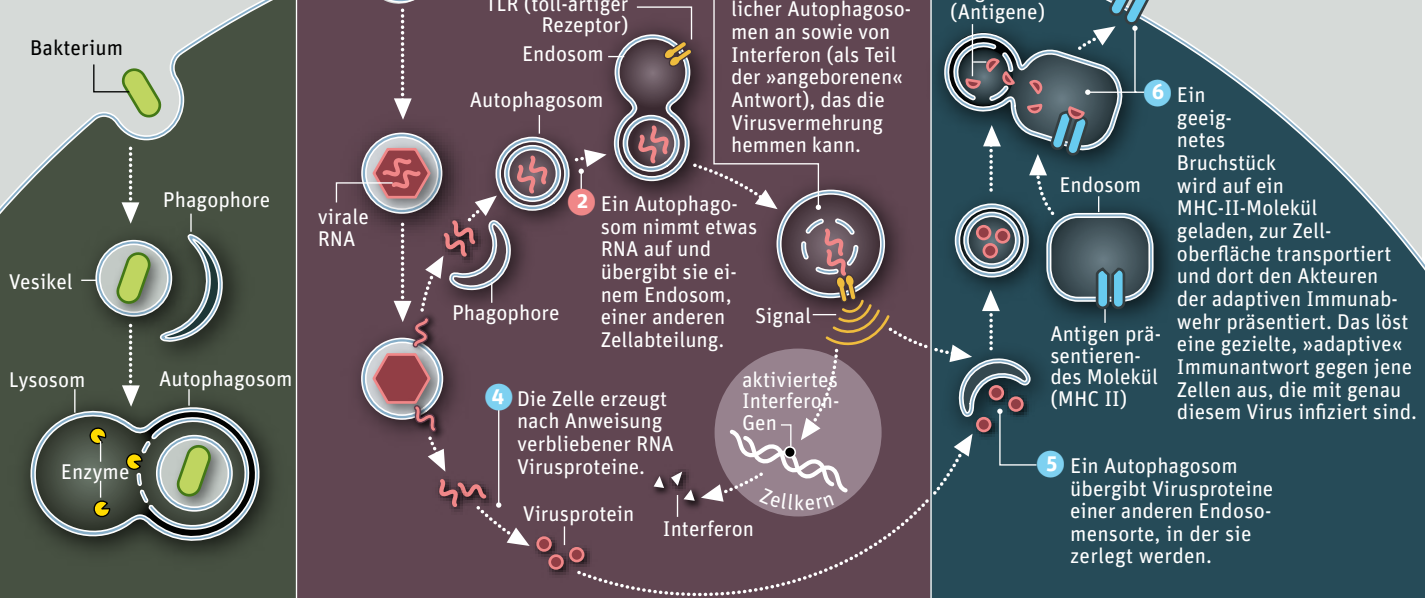 Bakterium
Phagophore
Vesikel
Lysosom
Autophagosom
Enzyme
TLR (toll-artiger
Rezeptor)
Endosom
Autophagosom
virale
RNA
Phagophore
2 Ein Autophago-
som nimmt etwas
RNA auf und
übergibt sie ei-
nem Endosom,
einer anderen
Zellabteilung.
licher Autophagoso-
men an sowie von
Interferon (als Teil
der »angeborenen«
Antwort), das die
Virusvermehrung
hemmen kann.
Signal
4 Die Zelle erzeugt
nach Anweisung
verbliebener RNA
Virusproteine.
aktiviertes
Interferon-
Gen
Zellkern
Virusprotein
Interferon
(Antigene)
6 Ein
geeig-
netes
Bruchstück
wird auf ein
MHC-II-Molekül
geladen, zur Zell-
oberfläche transportiert
und dort den Akteuren
der adaptiven Immunab-
wehr präsentiert. Das löst
eine gezielte, »adaptive«
Immunantwort gegen jene
Zellen aus, die mit genau
diesem Virus infiziert sind.
Endosom
Antigen prä-
sentieren-
des Molekül
(MHC II)
5 Ein Autophagosom
übergibt Virusproteine
einer anderen Endoso-
mensorte, in der sie
zerlegt werden.